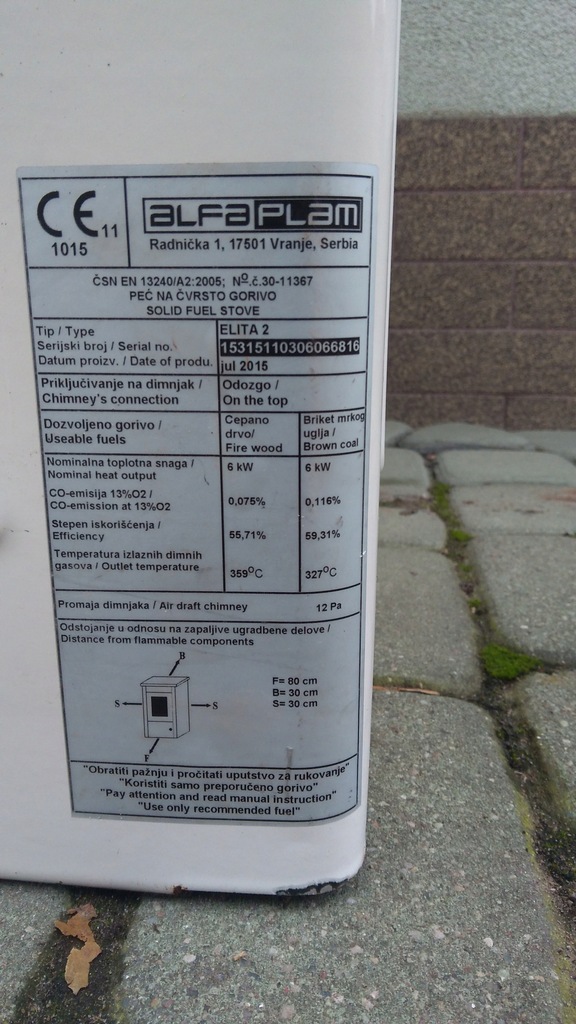 CE 11
1015
ALFAPLAM
Radnička 1, 17501 Vranje, Serbia
ČSN EN 13240/A2:2005; Nº.č.30-11367
PEĆ NA ČVRSTO GORIVO
SOLID FUEL STOVE
Tip / Type ELITA 2
Serijski broj / Serial no. 15315110306066816
Datum proizv. / Date of produ. jul 2015
Priključivanje na dimnjak / Odozgo /
Chimney's connection On the top
Dozvoljeno gorivo /
Useable fuels
Cepano
drvo/
Fire wood
Briket mrkog
uglja /
Brown coal
Nominalna toplotna snaga /
Nominal heat output
6 kW 6 kW
CO-emisija 13%O2 /
CO-emission at 13%O2
0,075% 0,116%
Stepen iskorišćenja /
Efficiency
55,71% 59,31%
Temperatura izlaznih dimnih
gasova / Outlet temperature
359ºC 327ºC
Promaja dimnjaka / Air draft chimney 12 Pa
Odstojanje u odnosu na zapaljive ugradbene delove /
Distance from flammable components
B
S S
F
F= 80 cm
B= 30 cm
S= 30 cm
"Obratiti pažnju i pročitati uputstvo za rukovanje"
"Koristiti samo preporučeno gorivo"
"Pay attention and read manual instruction"
"Use only recommended fuel"